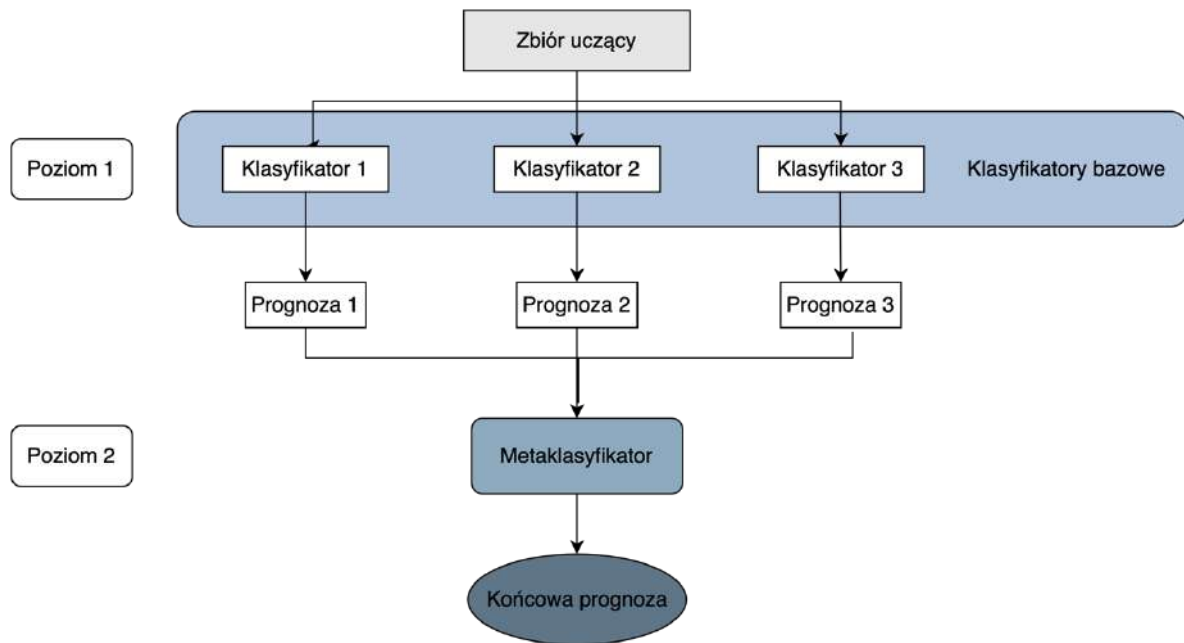 Zbiór uczący
Poziom 1
Klasyfikator 1
Klasyfikator 2
Klasyfikator 3
Klasyfikatory bazowe
Prognoza 1
Prognoza 2
Prognoza 3
Poziom 2
Metaklasyfikator
Końcowa prognoza